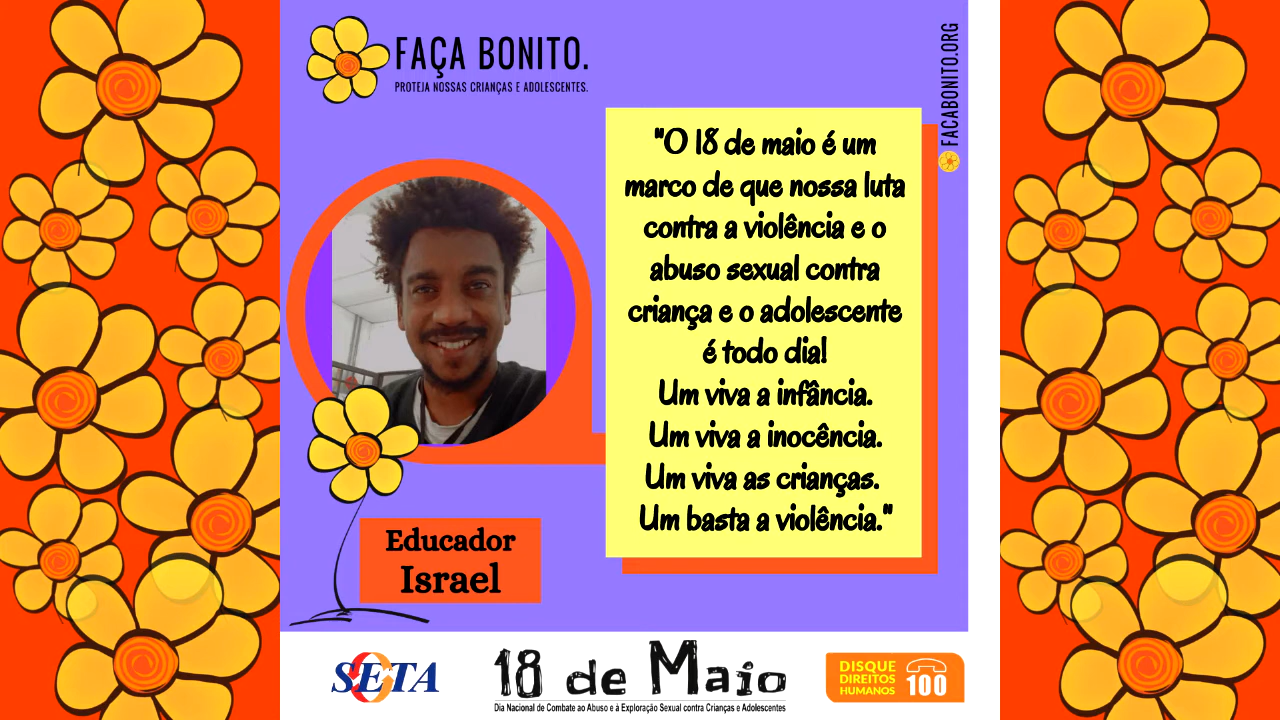 FAÇA BONITO.
PROTEJA NOSSAS CRIANÇAS E ADOLESCENTES.
FACABONITO.ORG
"O 18 de maio é um
marco de que nossa luta
contra a violência e o
abuso sexual contra
criança e o adolescente
é todo dia!
Um viva a infância.
Um viva a inocência.
Um viva as crianças.
Um basta a violência."
Educador
Israel
SETA
18 de Maio
Dia Nacional de Combate ao Abuso e à Exploração Sexual contra Crianças e Adolescentes
DISQUE
DIREITOS
HUMANOS
100